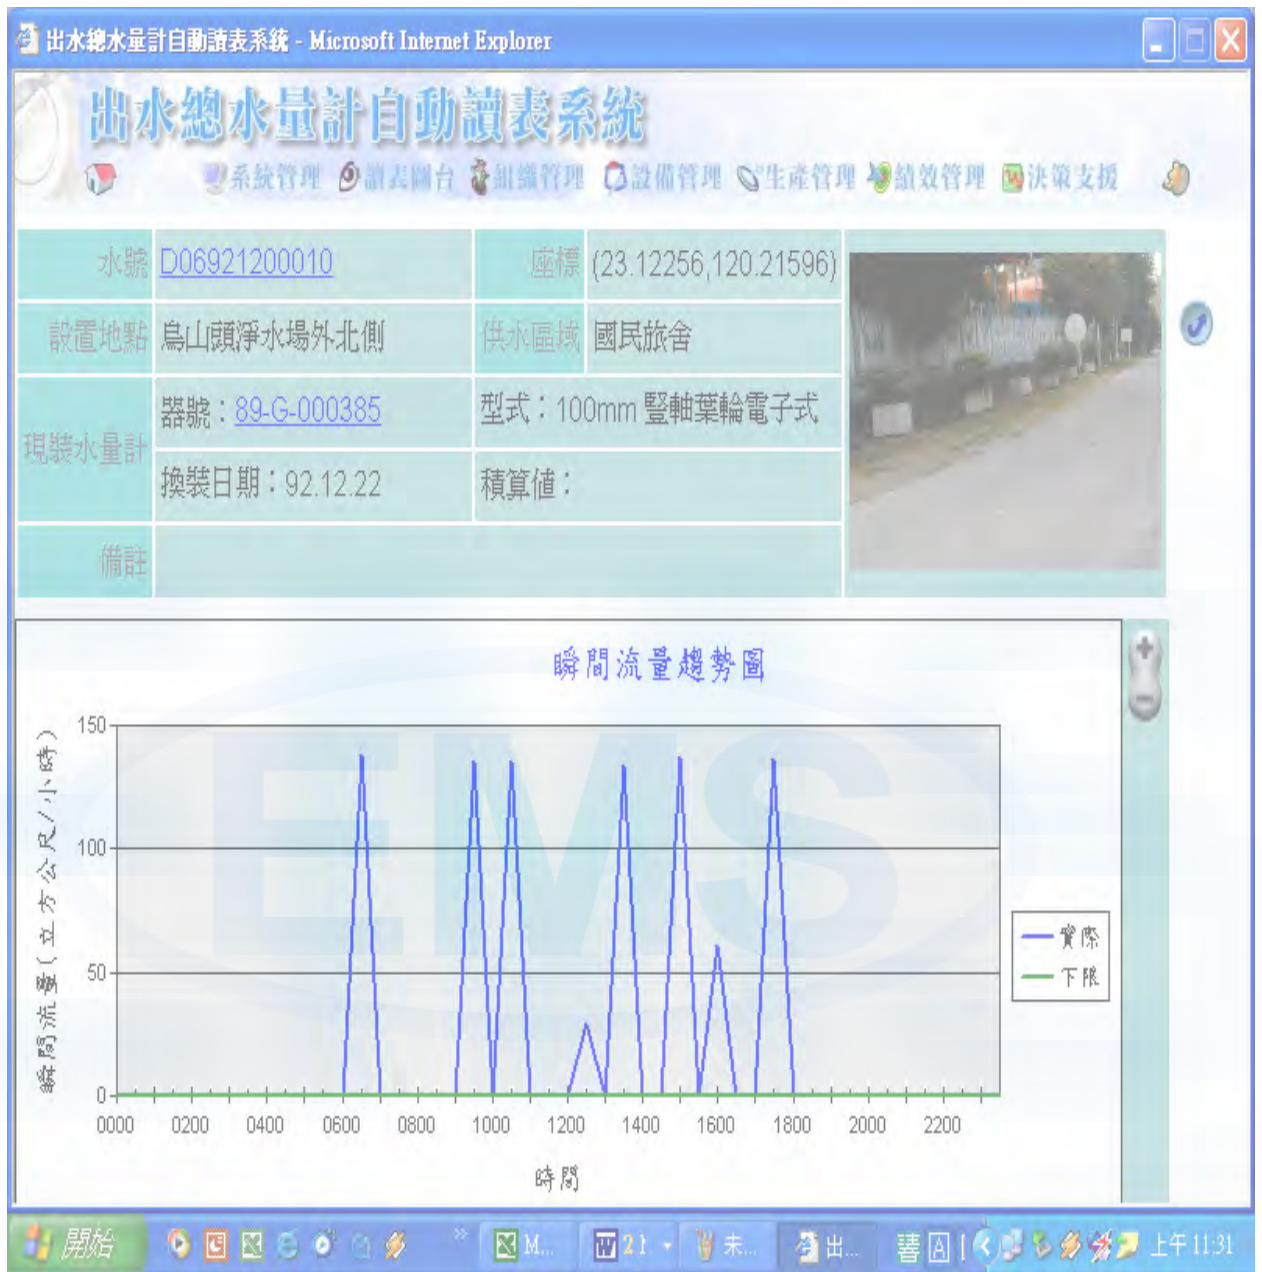 出水總水量計自動讀表系統 - Microsoft Internet Explorer
出水總水量計自動讀表系統
系統管理 讀表圖台 組織管理 設備管理 生產管理 績效管理 決策支援
水號 D06921200010 座標 (23.12256,120.21596)
設置地點 烏山頭淨水場外北側 供水區域 國民旅舍
現裝水量計 器號：89-G-000385 型式：100mm 豎軸葉輪電子式
換裝日期：92.12.22 積算值：
備註
瞬間流量趨勢圖
瞬間流量(立方公尺/小時)
150
100
50
0
0000 0200 0400 0600 0800 1000 1200 1400 1600 1800 2000 2200
時間
實際
下限
EMS
開始 M... 2 未... 出... A 上午 11:31